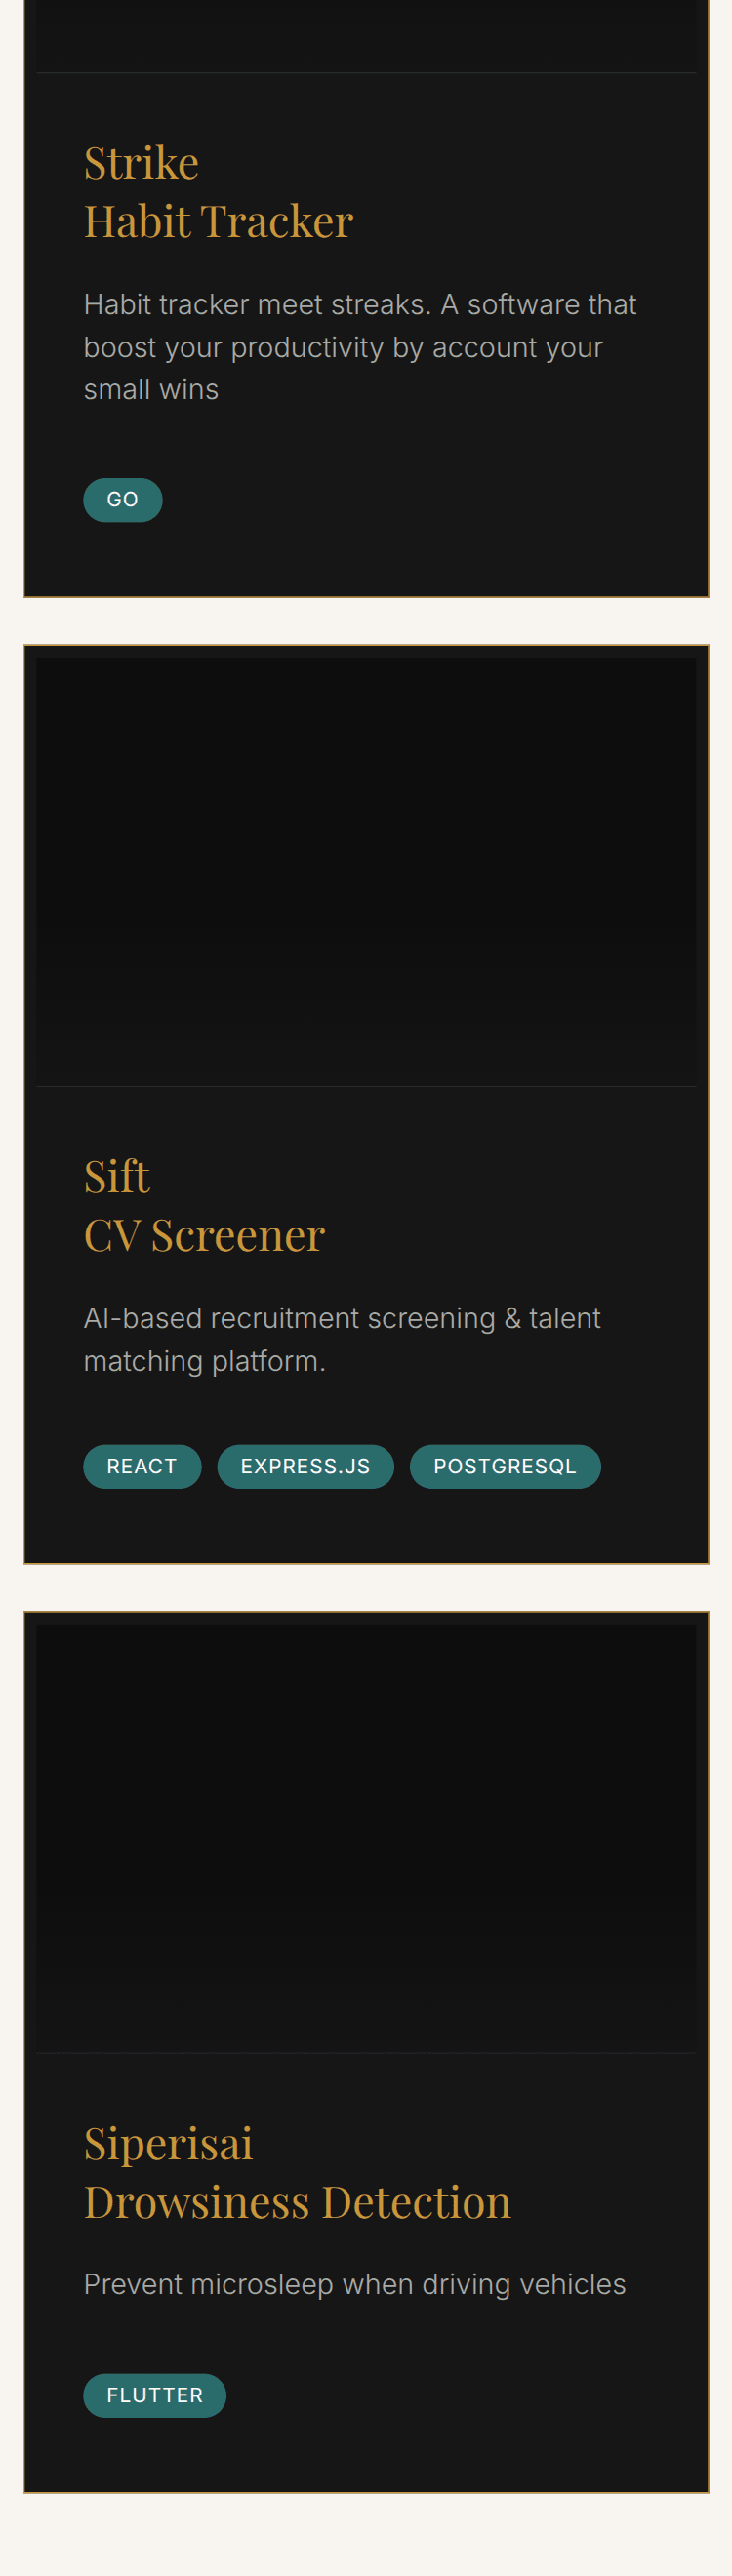 Strike
Habit Tracker
Habit tracker meet streaks. A software that
boost your productivity by account your
small wins
GO
Sift
CV Screener
AI-based recruitment screening & talent
matching platform.
REACT EXPRESS.JS POSTGRESQL
Siperisai
Drowsiness Detection
Prevent microsleep when driving vehicles
FLUTTER